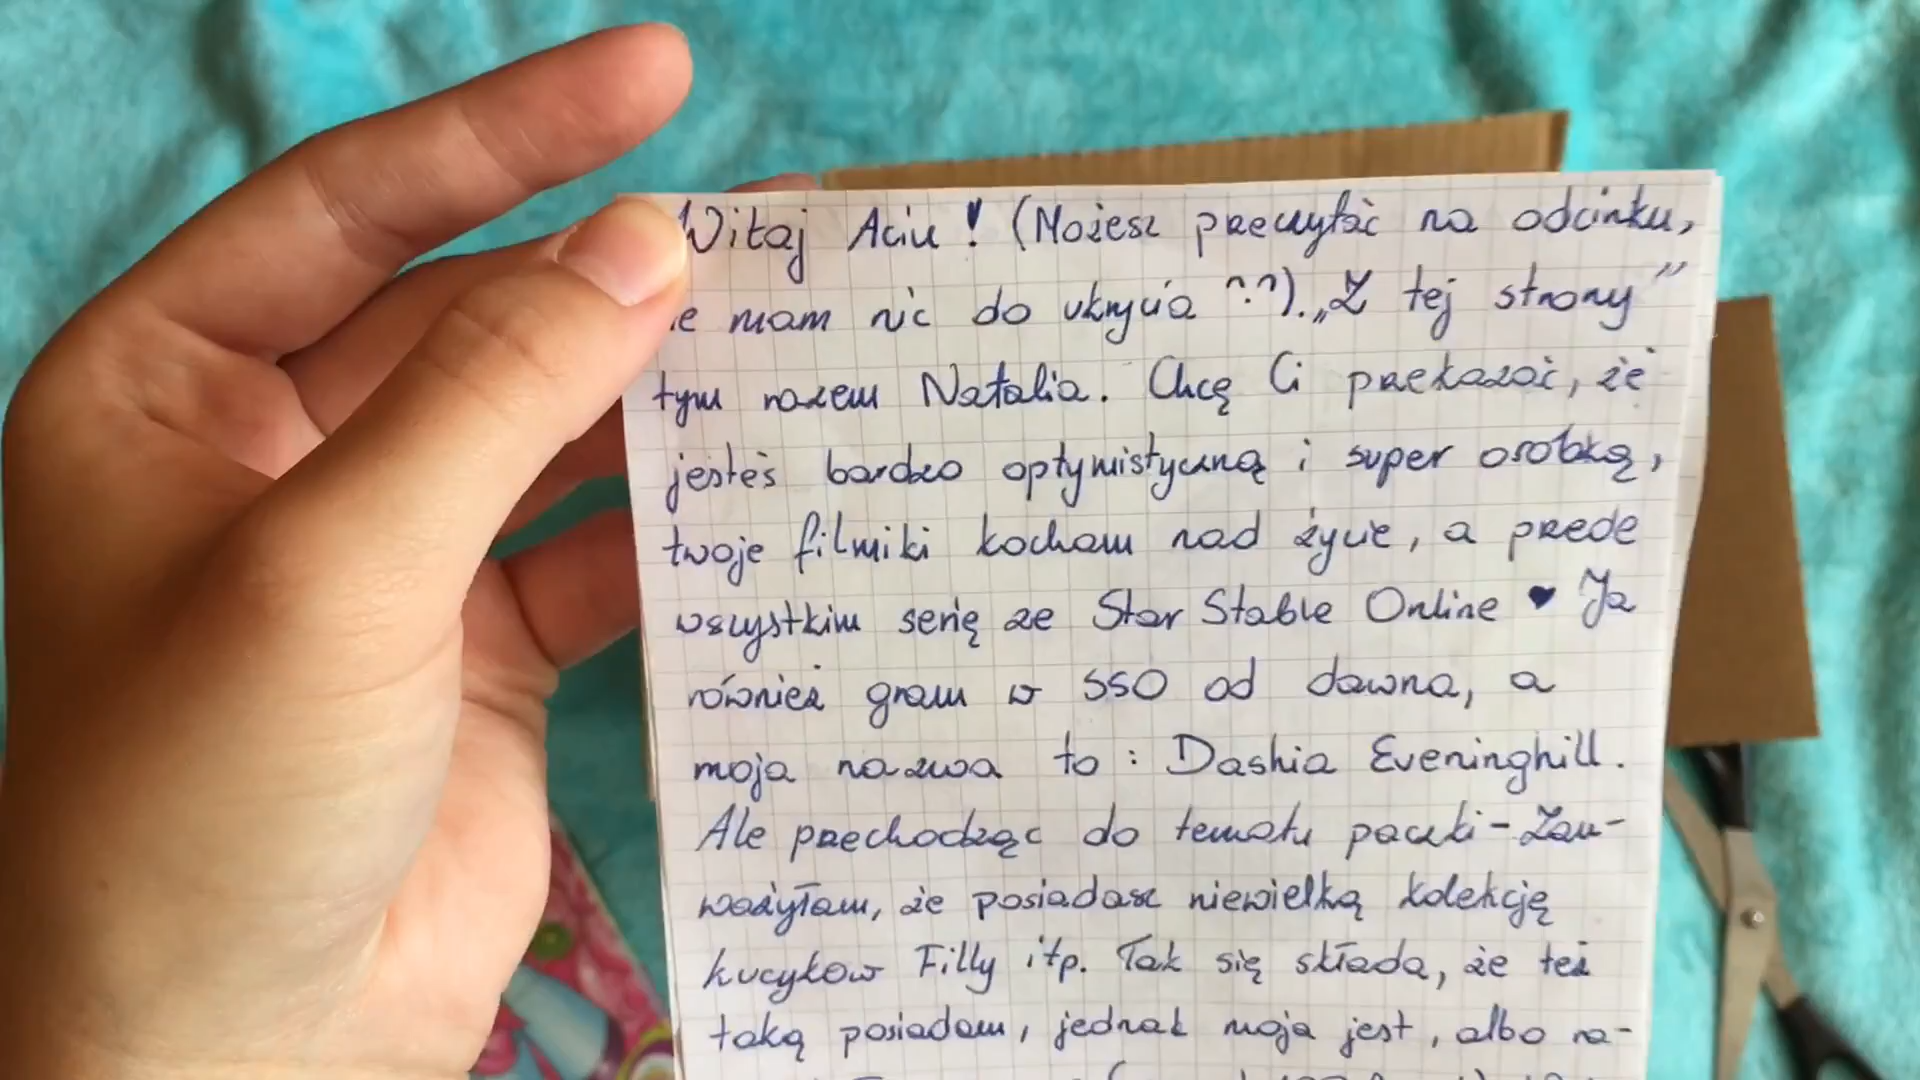 Witaj Aciu! (Możesz przeczytać na odcinku,
ie mam nic do ukrycia ^.^). „Z tej strony”
tym razem Natalia. Chcę Ci przekazać, że
jesteś bardzo optymistyczną i super osóbką,
twoje filmiki kocham nad życie, a przede
wszystkim serię ze Star Stable Online ♥ Ja
również gram w SSO od dawna, a
moja nazwa to: Dashia Eveninghill.
Ale przechodząc do tematu paczki - Zau-
ważyłam, że posiadasz niewielką kolekcję
kucyków Filly itp. Tak się składa, że też
taką posiadam, jednak moja jest, albo ra-